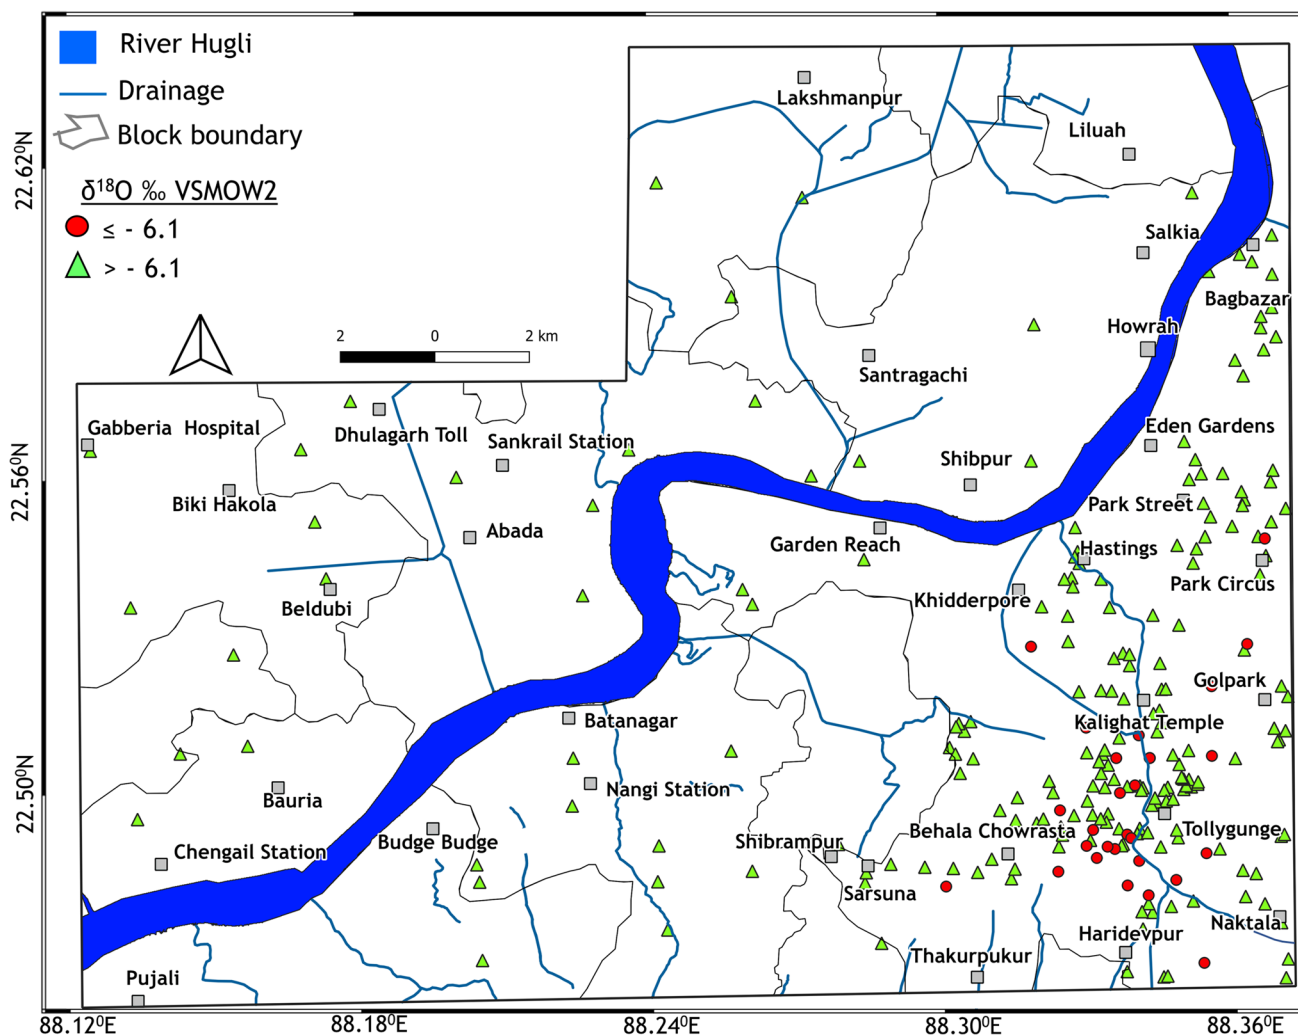 River Hugli
Drainage
Block boundary
δ¹⁸O ‰ VSMOW2
≤ - 6.1
> - 6.1
2 0 2 km
22.62⁰N
22.56⁰N
22.50⁰N
88.12⁰E
88.18⁰E
88.24⁰E
88.30⁰E
88.36⁰E
Lakshmanpur
Liluah
Salkia
Bagbazar
Howrah
Santragachi
Gabberia Hospital
Dhulagarh Toll
Sankrail Station
Eden Gardens
Shibpur
Biki Hakola
Abada
Park Street
Garden Reach
Hastings
Park Circus
Beldubi
Khidderpore
Golpark
Batanagar
Kalighat Temple
Bauria
Nangi Station
Chengail Station
Budge Budge
Shibrampur
Behala Chowrasta
Tollygunge
Sarsuna
Naktala
Haridevpur
Thakurpukur
Pujali